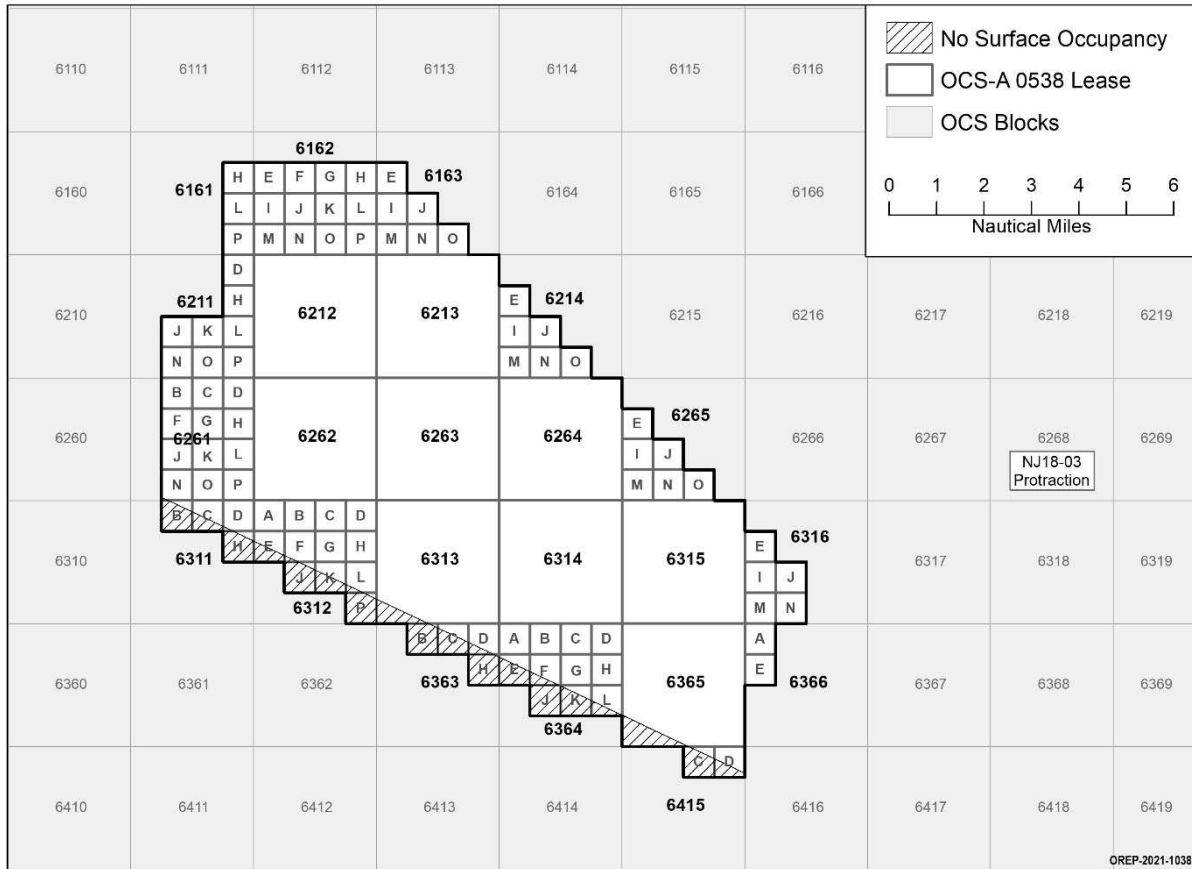 6110 6111 6112 6113 6114 6115 6116
No Surface Occupancy
OCS-A 0538 Lease
OCS Blocks
0 1 2 3 4 5 6
Nautical Miles
6162
6161 H E F G H E 6163
6160 L I J K L I J 6164 6165 6166
P M N O P M N O
D
6211 H E 6214
6210 6212 6213 6215 6216 6217 6218 6219
J K L I J
N O P M N O
B C D
F G H E 6265
6260 6261 6262 6263 6264 6266 6267 6268 6269
J K L I J
NJ18-03
Protraction
N O P M N O
B C D A B C D
6311 H E F G H E 6316
6310 6313 6314 6315 6317 6318 6319
J K L I J
6312 P M N
B C D A B C D A
6363 H E F G H E
6360 6361 6362 6365 6366 6367 6368 6369
J K L
6364
C D
6410 6411 6412 6413 6414 6415 6416 6417 6418 6419
OREP-2021-1038